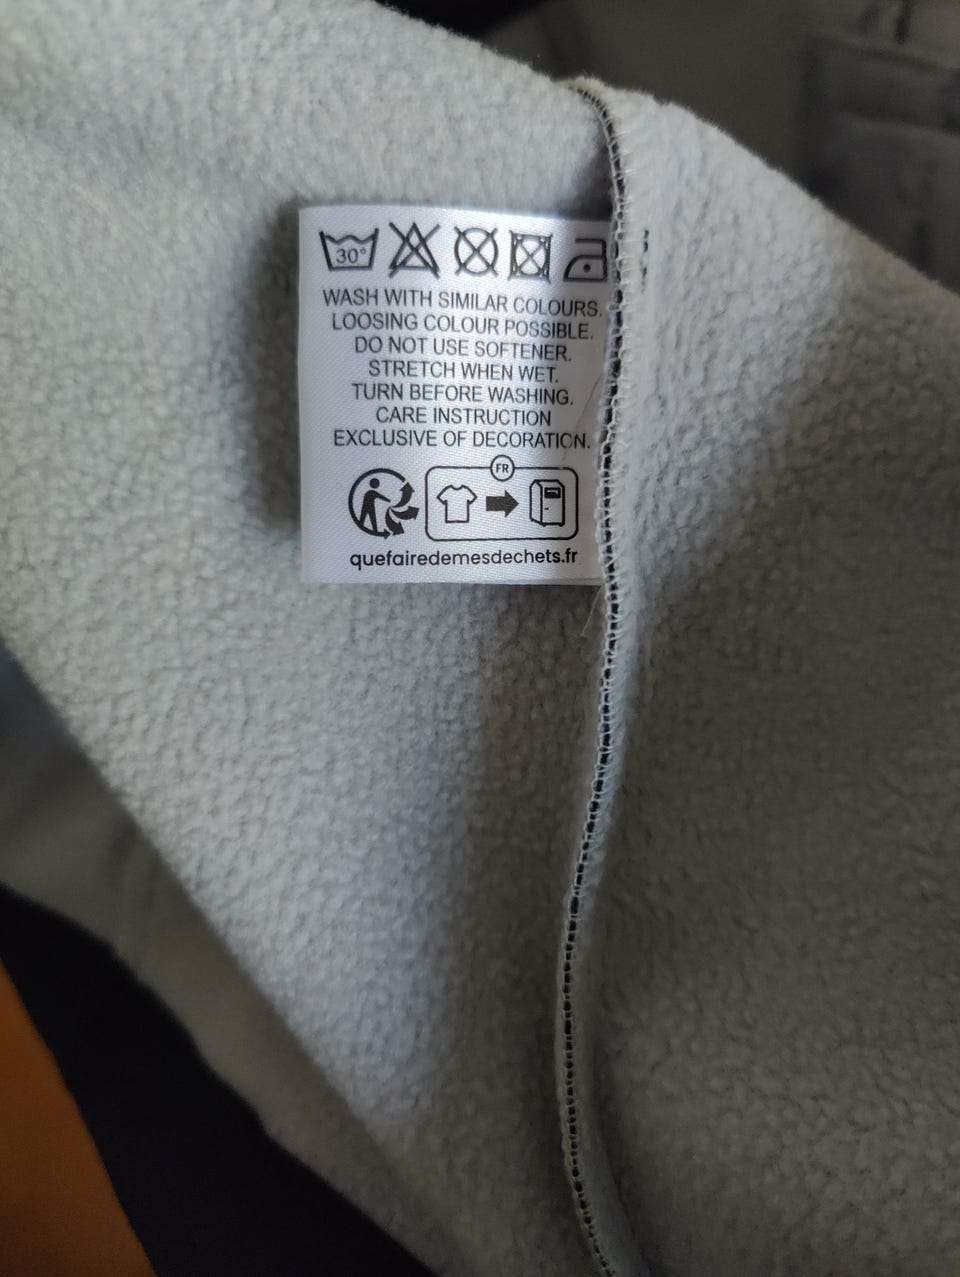 30°
WASH WITH SIMILAR COLOURS.
LOOSING COLOUR POSSIBLE.
DO NOT USE SOFTENER.
STRETCH WHEN WET.
TURN BEFORE WASHING.
CARE INSTRUCTION
EXCLUSIVE OF DECORATION.
FR
quefairedemesdechets.fr